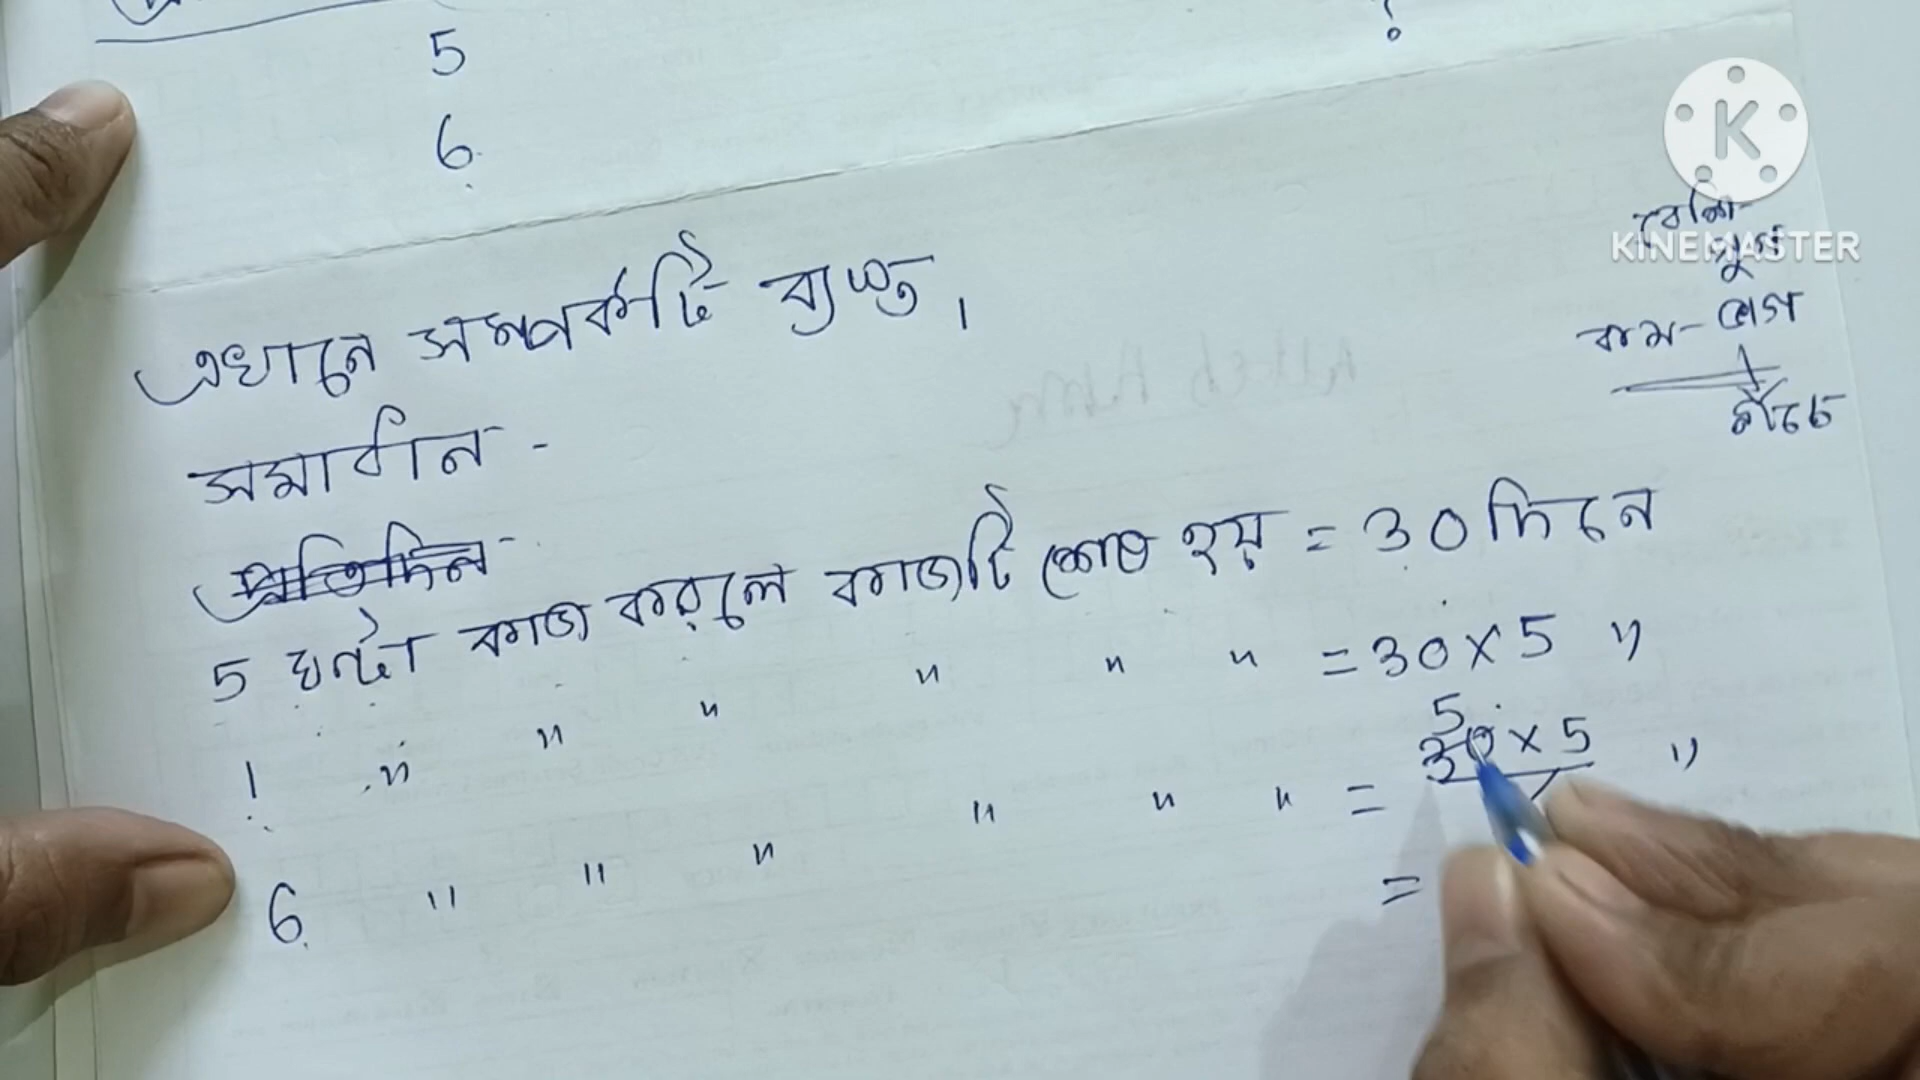 5
?
6
এখানে সম্পর্কটি ব্যস্ত।
সমাধান -
প্রতিদিন -
5 ঘন্টা কাজ করলে কাজটি শেষ হয় = 30 দিনে
1 " " " " " " = 30 × 5 "
6 " " " " " " = 30 × 5 "
5
=
বেশি-
গুণ
কম- ভাগ
নীচে
K
KINEMASTER